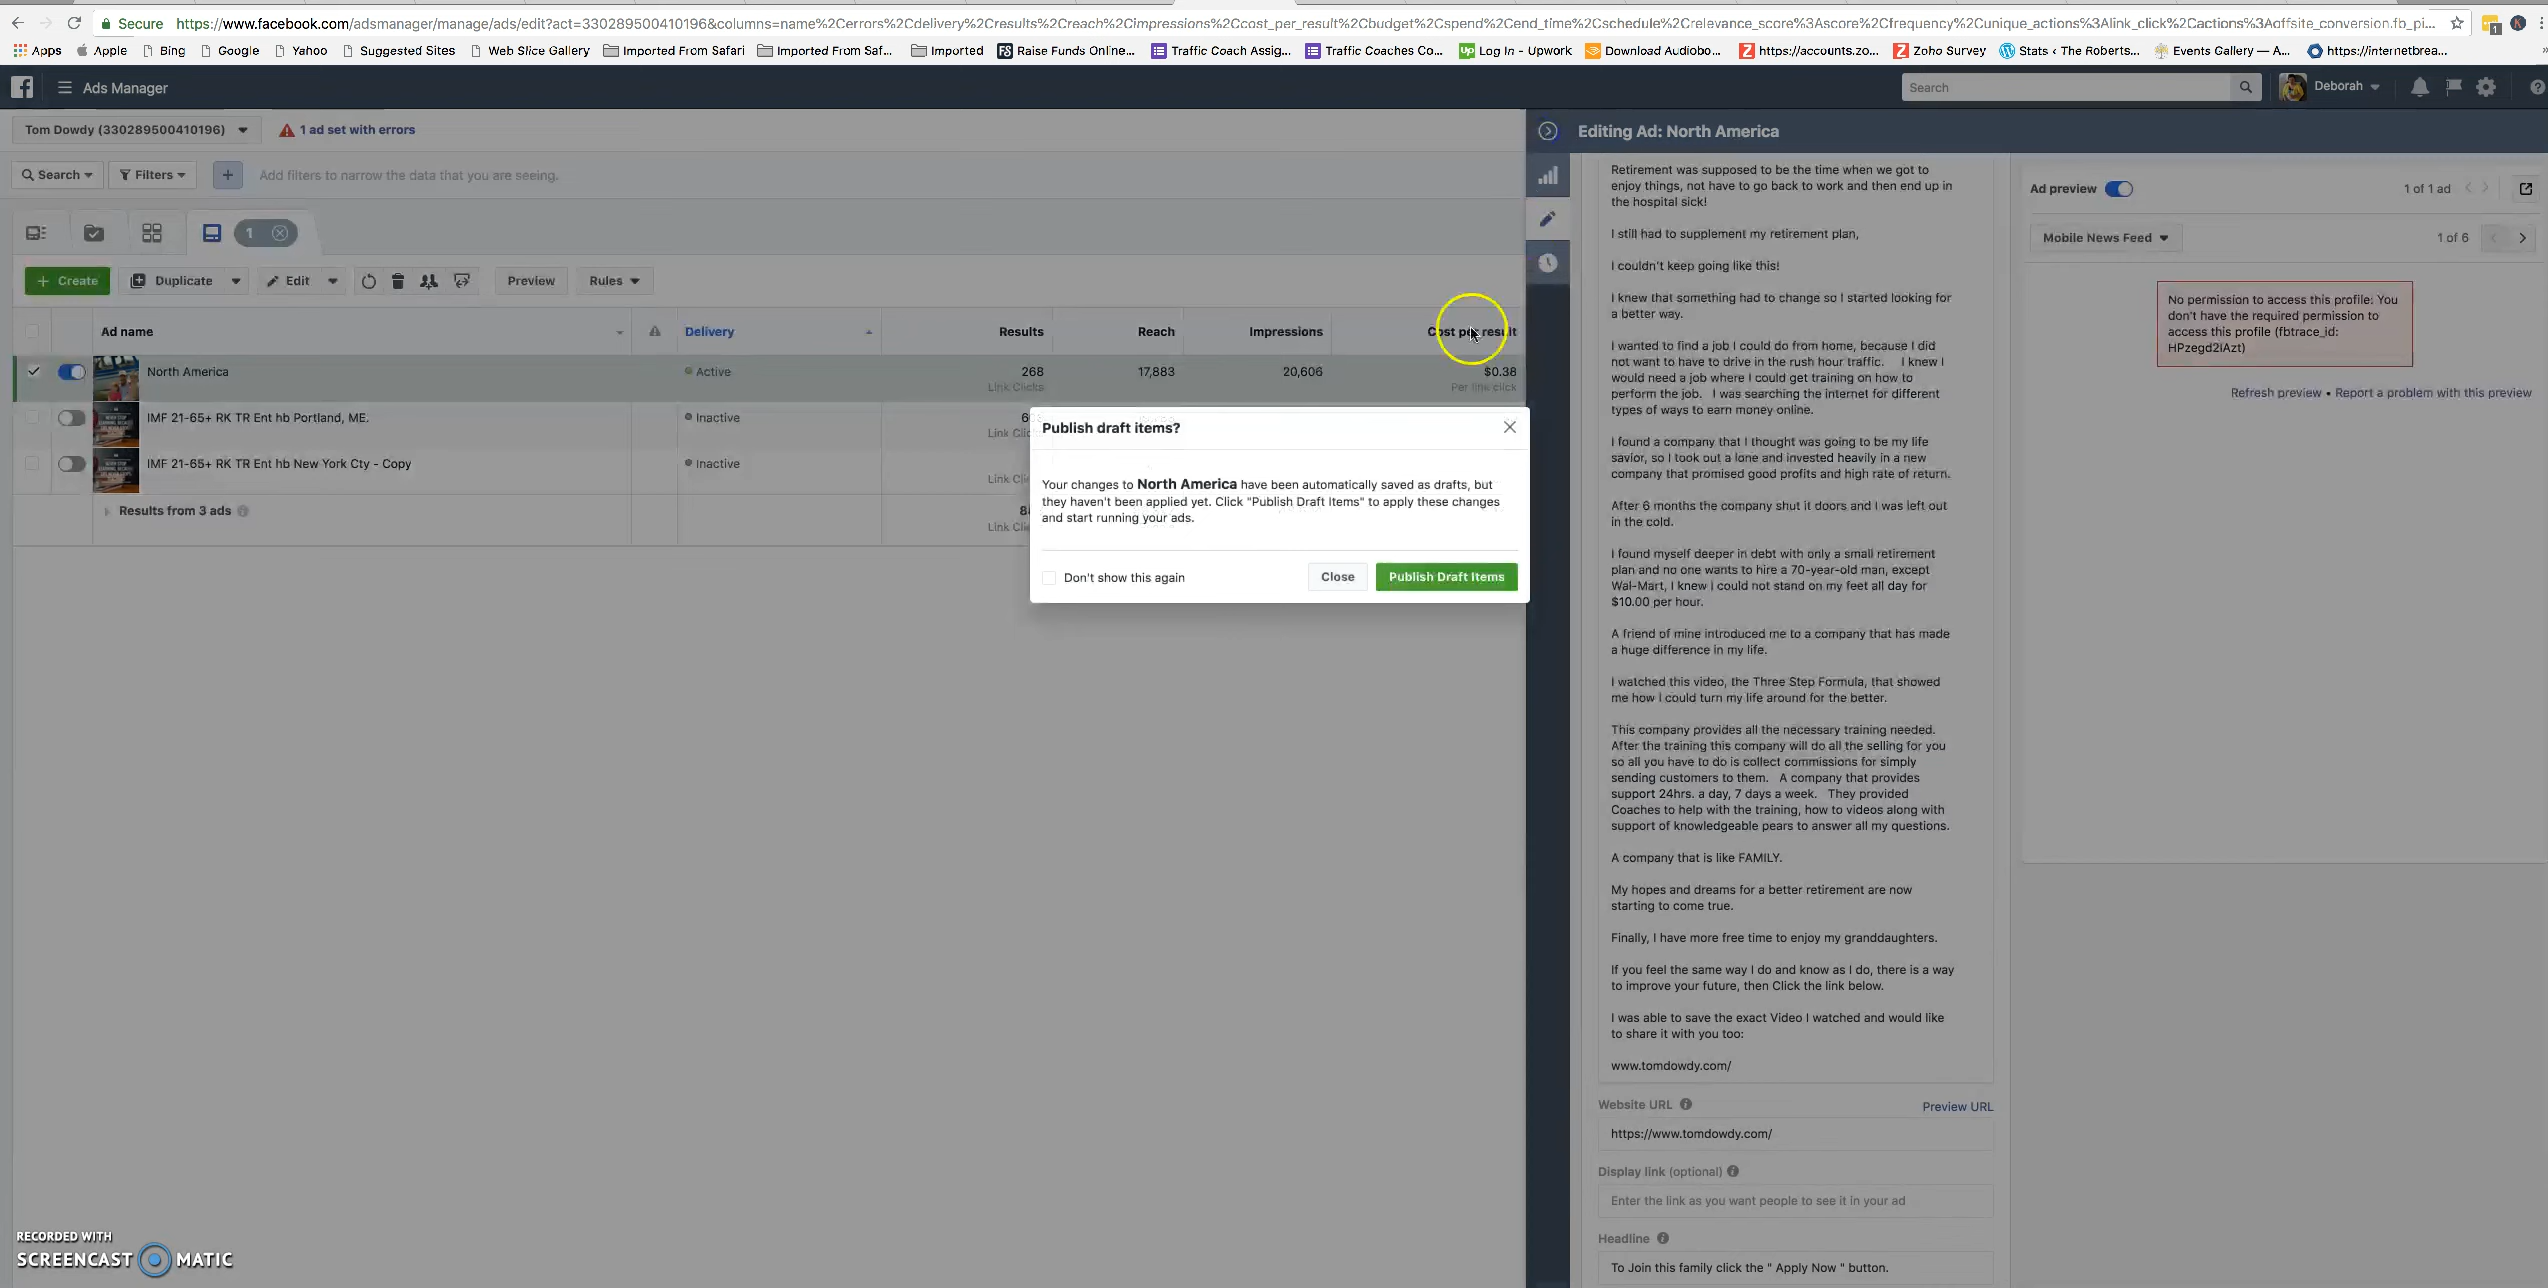 Secure https://www.facebook.com/adsmanager/manage/ads/edit?act=330289500410196&columns=name%2Cerrors%2Cdelivery%2Cresults%2Creach%2Cimpressions%2Ccost_per_result%2Cbudget%2Cspend%2Cend_time%2Cschedule%2Crelevance_score%3Ascore%2Cfrequency%2Cunique_actions%3Alink_click%2Cactions%3Aoffsite_conversion.fb_pi...
Apps Apple Bing Google Yahoo Suggested Sites Web Slice Gallery Imported From Safari Imported From Saf... Imported FS Raise Funds Online... Traffic Coach Assig... Traffic Coaches Co... Up Log In - Upwork Download Audiobo... Z https://accounts.zo... Z Zoho Survey Stats ‹ The Roberts... Events Gallery — A... https://internetbrea...
Ads Manager
Search
Deborah
Tom Dowdy (330289500410196)
1 ad set with errors
Editing Ad: North America
Search Filters + Add filters to narrow the data that you are seeing.
1
+ Create Duplicate Edit Preview Rules
Ad name Delivery Results Reach Impressions Cost per result
North America Active 268 17,883 20,606 $0.38
Link Clicks Per link click
IMF 21-65+ RK TR Ent hb Portland, ME. Inactive
IMF 21-65+ RK TR Ent hb New York Cty - Copy Inactive
Results from 3 ads
Publish draft items?
Your changes to North America have been automatically saved as drafts, but
they haven't been applied yet. Click "Publish Draft Items" to apply these changes
and start running your ads.
Don't show this again Close Publish Draft Items
Retirement was supposed to be the time when we got to
enjoy things, not have to go back to work and then end up in
the hospital sick!
I still had to supplement my retirement plan,
I couldn't keep going like this!
I knew that something had to change so I started looking for
a better way.
I wanted to find a job I could do from home, because I did
not want to have to drive in the rush hour traffic. I knew I
would need a job where I could get training on how to
perform the job. I was searching the internet for different
types of ways to earn money online.
I found a company that I thought was going to be my life
savior, so I took out a lone and invested heavily in a new
company that promised good profits and high rate of return.
After 6 months the company shut it doors and I was left out
in the cold.
I found myself deeper in debt with only a small retirement
plan and no one wants to hire a 70-year-old man, except
Wal-Mart, I knew I could not stand on my feet all day for
$10.00 per hour.
A friend of mine introduced me to a company that has made
a huge difference in my life.
I watched this video, the Three Step Formula, that showed
me how I could turn my life around for the better.
This company provides all the necessary training needed.
After the training this company will do all the selling for you
so all you have to do is collect commissions for simply
sending customers to them. A company that provides
support 24hrs. a day, 7 days a week. They provided
Coaches to help with the training, how to videos along with
support of knowledgeable pears to answer all my questions.
A company that is like FAMILY.
My hopes and dreams for a better retirement are now
starting to come true.
Finally, I have more free time to enjoy my granddaughters.
If you feel the same way I do and know as I do, there is a way
to improve your future, then Click the link below.
I was able to save the exact Video I watched and would like
to share it with you too:
www.tomdowdy.com/
Website URL Preview URL
https://www.tomdowdy.com/
Display link (optional)
Enter the link as you want people to see it in your ad
Headline
To Join this family click the " Apply Now " button.
Ad preview 1 of 1 ad
Mobile News Feed 1 of 6
No permission to access this profile: You
don't have the required permission to
access this profile (fbtrace_id:
HPzegd2iAzt)
Refresh preview • Report a problem with this preview
RECORDED WITH
SCREENCAST MATIC